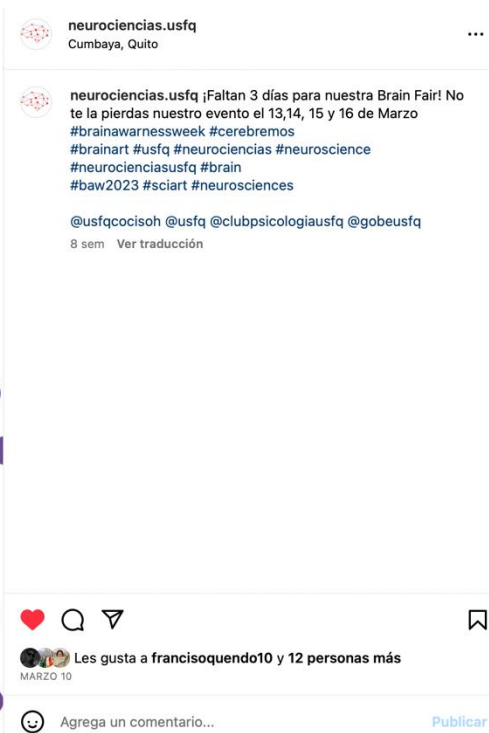 neurociencias.usfq
Cumbaya, Quito
neurociencias.usfq ¡Faltan 3 días para nuestra Brain Fair! No
te la pierdas nuestro evento el 13,14, 15 y 16 de Marzo
#brainawarnessweek #cerebremos
#brainart #usfq #neurociencias #neuroscience
#neurocienciasusfq #brain
#baw2023 #sciart #neurosciences
@usfqcocisoh @usfq @clubpsicologiausfq @gobeusfq
8 sem Ver traducción
Les gusta a francisoquendo10 y 12 personas más
MARZO 10
Agrega un comentario...
Publicar